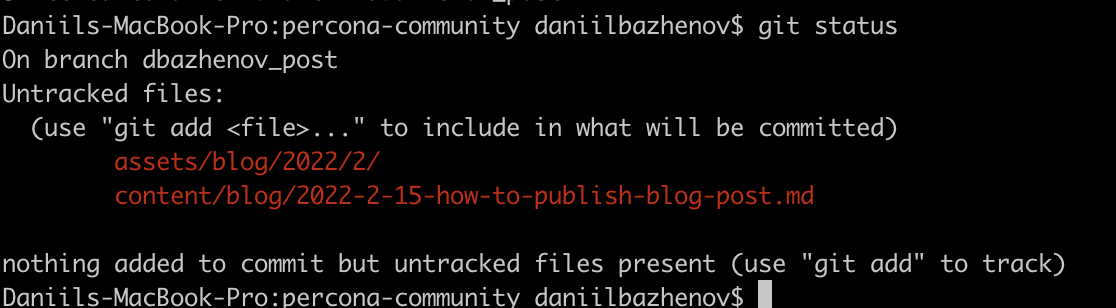 Daniils-MacBook-Pro:percona-community daniilbazhenov$ git status
On branch dbazhenov_post
Untracked files:
  (use "git add <file>..." to include in what will be committed)
        assets/blog/2022/2/
        content/blog/2022-2-15-how-to-publish-blog-post.md

nothing added to commit but untracked files present (use "git add" to track)
Daniils-MacBook-Pro:percona-community daniilbazhenov$